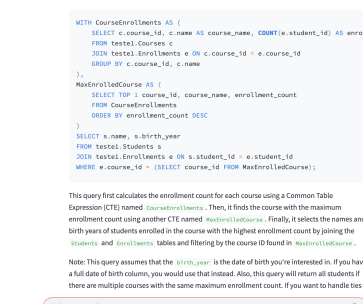 WITH CourseEnrollments AS (
SELECT c.course_id, c.name AS course_name, COUNT(e.student_id) AS enro
FROM teste1.Courses c
JOIN teste1.Enrollments e ON c.course_id = e.course_id
GROUP BY c.course_id, c.name
),
MaxEnrolledCourse AS (
SELECT TOP 1 course_id, course_name, enrollment_count
FROM CourseEnrollments
ORDER BY enrollment_count DESC
)
SELECT s.name, s.birth_year
FROM teste1.Students s
JOIN teste1.Enrollments e ON s.student_id = e.student_id
WHERE e.course_id = (SELECT course_id FROM MaxEnrolledCourse);
This query first calculates the enrollment count for each course using a Common Table
Expression (CTE) named CourseEnrollments. Then, it finds the course with the maximum
enrollment count using another CTE named MaxEnrolledCourse. Finally, it selects the names and
birth years of students enrolled in the course with the highest enrollment count by joining the
Students and Enrollments tables and filtering by the course ID found in MaxEnrolledCourse.
Note: This query assumes that the birth_year is the date of birth you're interested in. If you hav
a full date of birth column, you would use that instead. Also, this query will return all students if
there are multiple courses with the same maximum enrollment count. If you want to handle ties